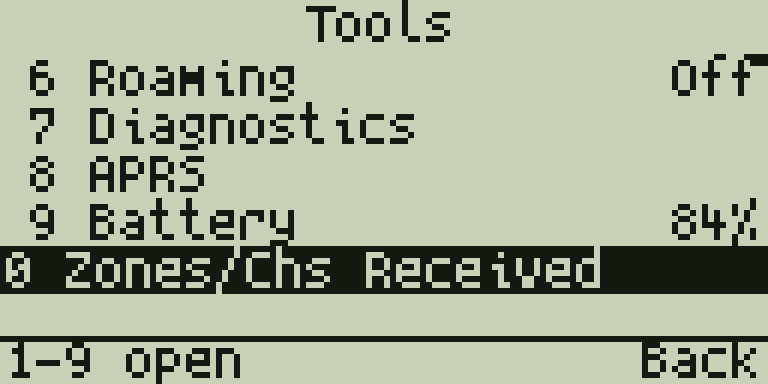 Tools
6 Roaming Off
7 Diagnostics
8 APRS
9 Battery 84%
0 Zones/Chs Received
1-9 open Back